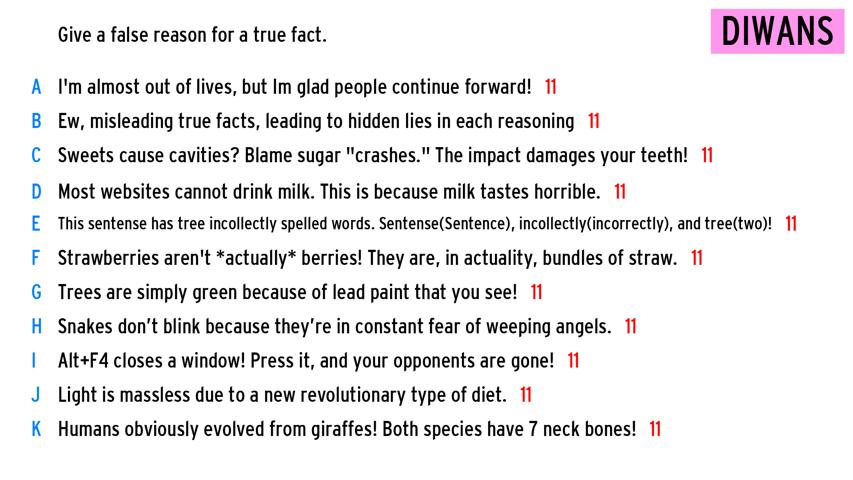 Give a false reason for a true fact.
DIWANS
A I'm almost out of lives, but Im glad people continue forward! 11
B Ew, misleading true facts, leading to hidden lies in each reasoning 11
C Sweets cause cavities? Blame sugar "crashes." The impact damages your teeth! 11
D Most websites cannot drink milk. This is because milk tastes horrible. 11
E This sentense has tree incollectly spelled words. Sentense(Sentence), incollectly(incorrectly), and tree(two)! 11
F Strawberries aren't *actually* berries! They are, in actuality, bundles of straw. 11
G Trees are simply green because of lead paint that you see! 11
H Snakes don’t blink because they’re in constant fear of weeping angels. 11
I Alt+F4 closes a window! Press it, and your opponents are gone! 11
J Light is massless due to a new revolutionary type of diet. 11
K Humans obviously evolved from giraffes! Both species have 7 neck bones! 11